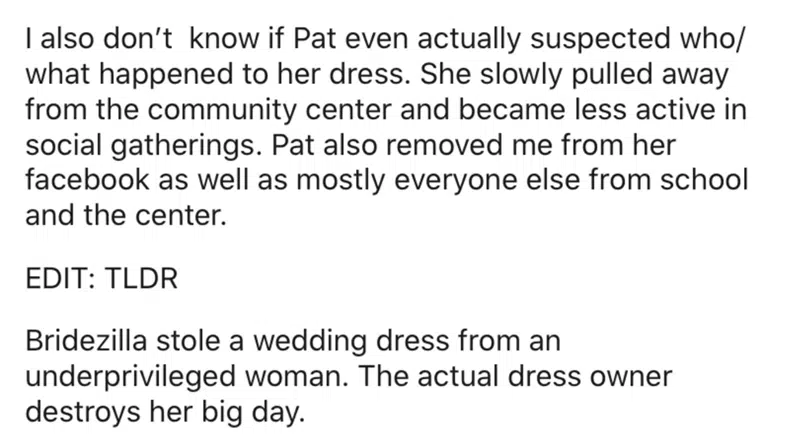 I also don’t  know if Pat even actually suspected who/
what happened to her dress. She slowly pulled away
from the community center and became less active in
social gatherings. Pat also removed me from her
facebook as well as mostly everyone else from school
and the center.
EDIT: TLDR
Bridezilla stole a wedding dress from an
underprivileged woman. The actual dress owner
destroys her big day.